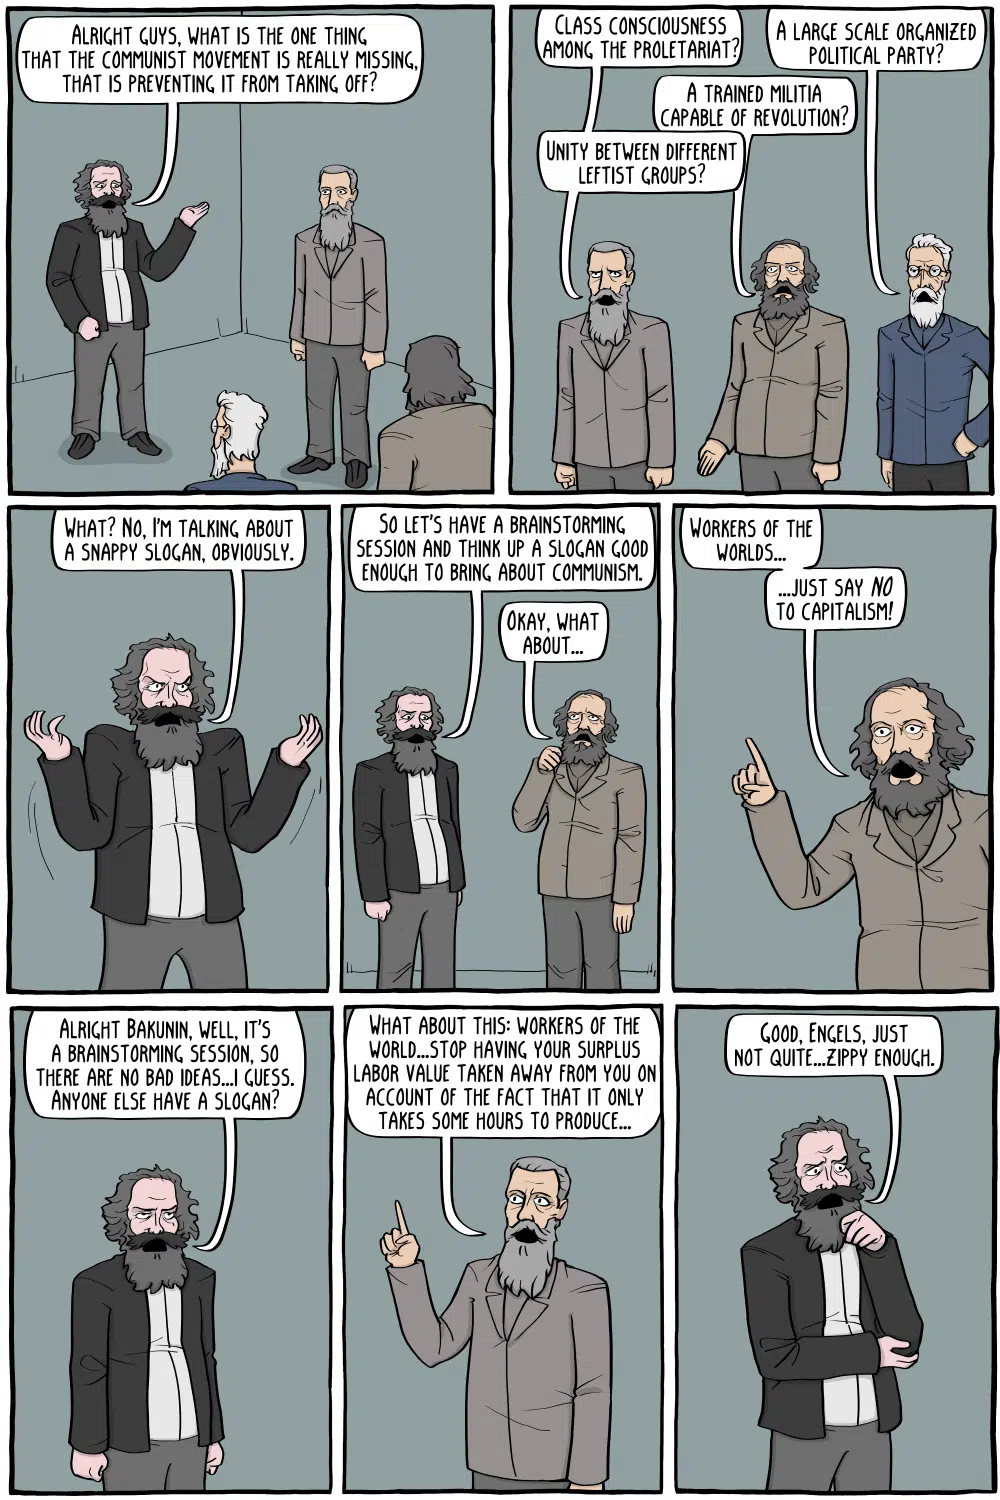 Alright guys, what is the one thing
that the communist movement is really missing,
that is preventing it from taking off?
Class consciousness
among the proletariat?
A large scale organized
political party?
A trained militia
capable of revolution?
Unity between different
leftist groups?
What? No, I'm talking about
a snappy slogan, obviously.
So let's have a brainstorming
session and think up a slogan good
enough to bring about communism.
Okay, what
about...
Workers of the
worlds...
...just say no
to capitalism!
Alright Bakunin, well, it's
a brainstorming session, so
there are no bad ideas...I guess.
Anyone else have a slogan?
What about this: workers of the
world...stop having your surplus
labor value taken away from you on
account of the fact that it only
takes some hours to produce...
Good, Engels, just
not quite...zippy enough.